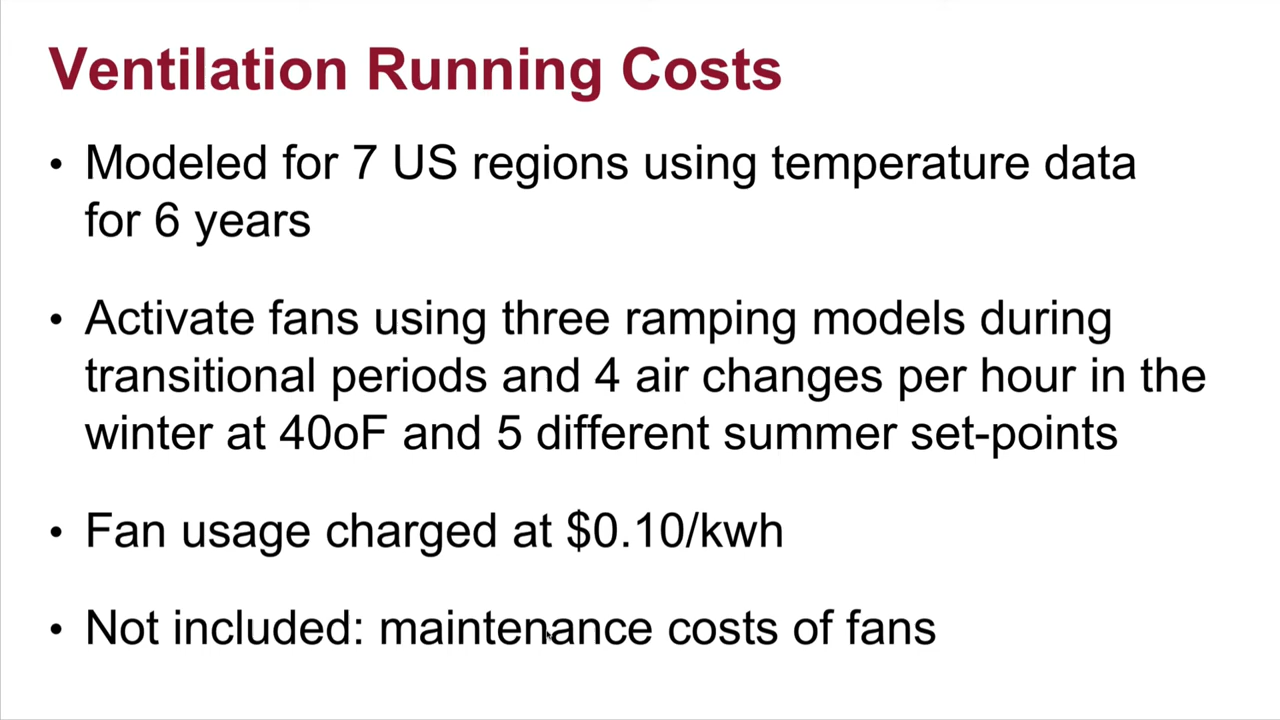 Ventilation Running Costs
• Modeled for 7 US regions using temperature data
for 6 years
• Activate fans using three ramping models during
transitional periods and 4 air changes per hour in the
winter at 40oF and 5 different summer set-points
• Fan usage charged at $0.10/kwh
• Not included: maintenance costs of fans